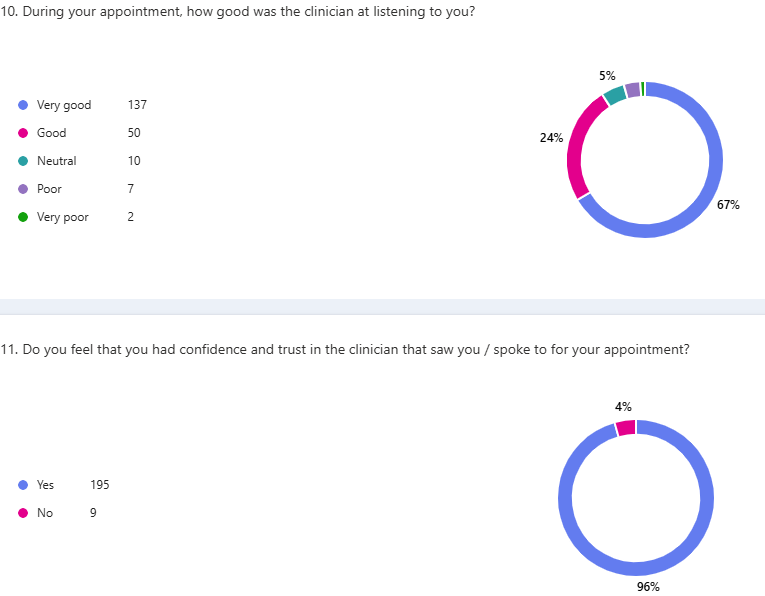 10. During your appointment, how good was the clinician at listening to you?
5%
Very good 137
24%
Good 50
Neutral 10
Poor 7
67%
Very poor 2
11. Do you feel that you had confidence and trust in the clinician that saw you / spoke to for your appointment?
4%
Yes 195
No 9
96%